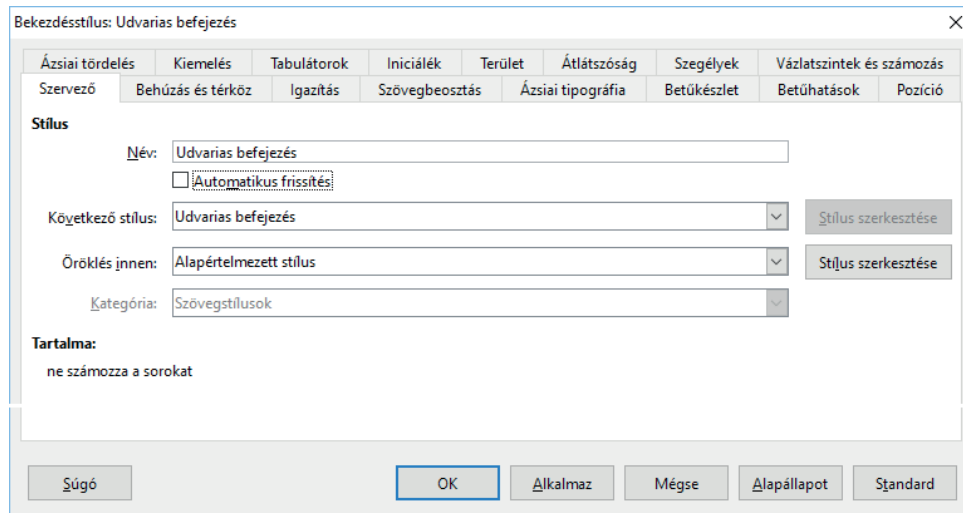 Bekezdésstílus: Udvarias befejezés
Ázsiai tördelés Kiemelés Tabulátorok Iniciálék Terület Átlátszóság Szegélyek Vázlatszintek és számozás
Szervező Behúzás és térköz Igazítás Szövegbeosztás Ázsiai tipográfia Betűkészlet Betűhatások Pozíció
Stílus
Név: Udvarias befejezés
Automatikus frissítés
Következő stílus: Udvarias befejezés Stílus szerkesztése
Öröklés innen: Alapértelmezett stílus Stílus szerkesztése
Kategória: Szövegstílusok
Tartalma:
ne számozza a sorokat
Súgó OK Alkalmaz Mégse Alapállapot Standard